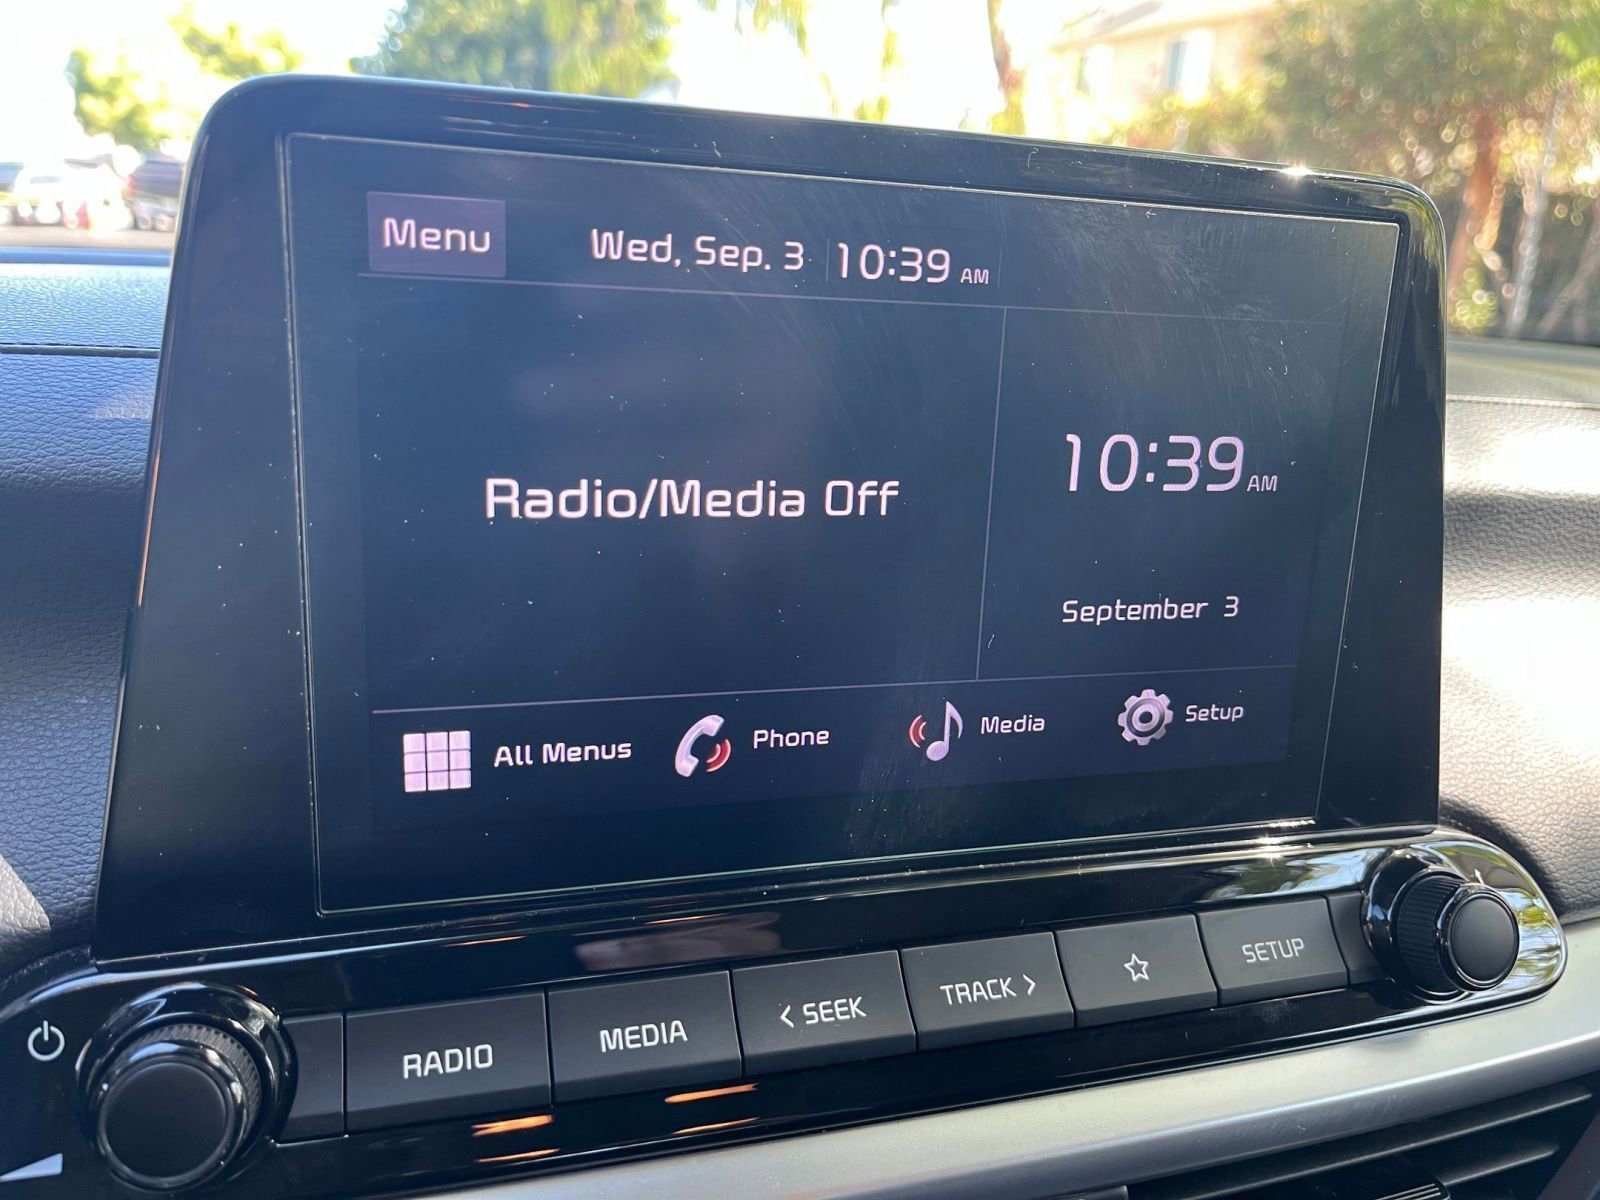 Menu
Wed, Sep. 3 10:39 AM
Radio/Media Off
10:39 AM
September 3
All Menus
Phone
Media
Setup
RADIO
MEDIA
< SEEK
TRACK >
SETUP